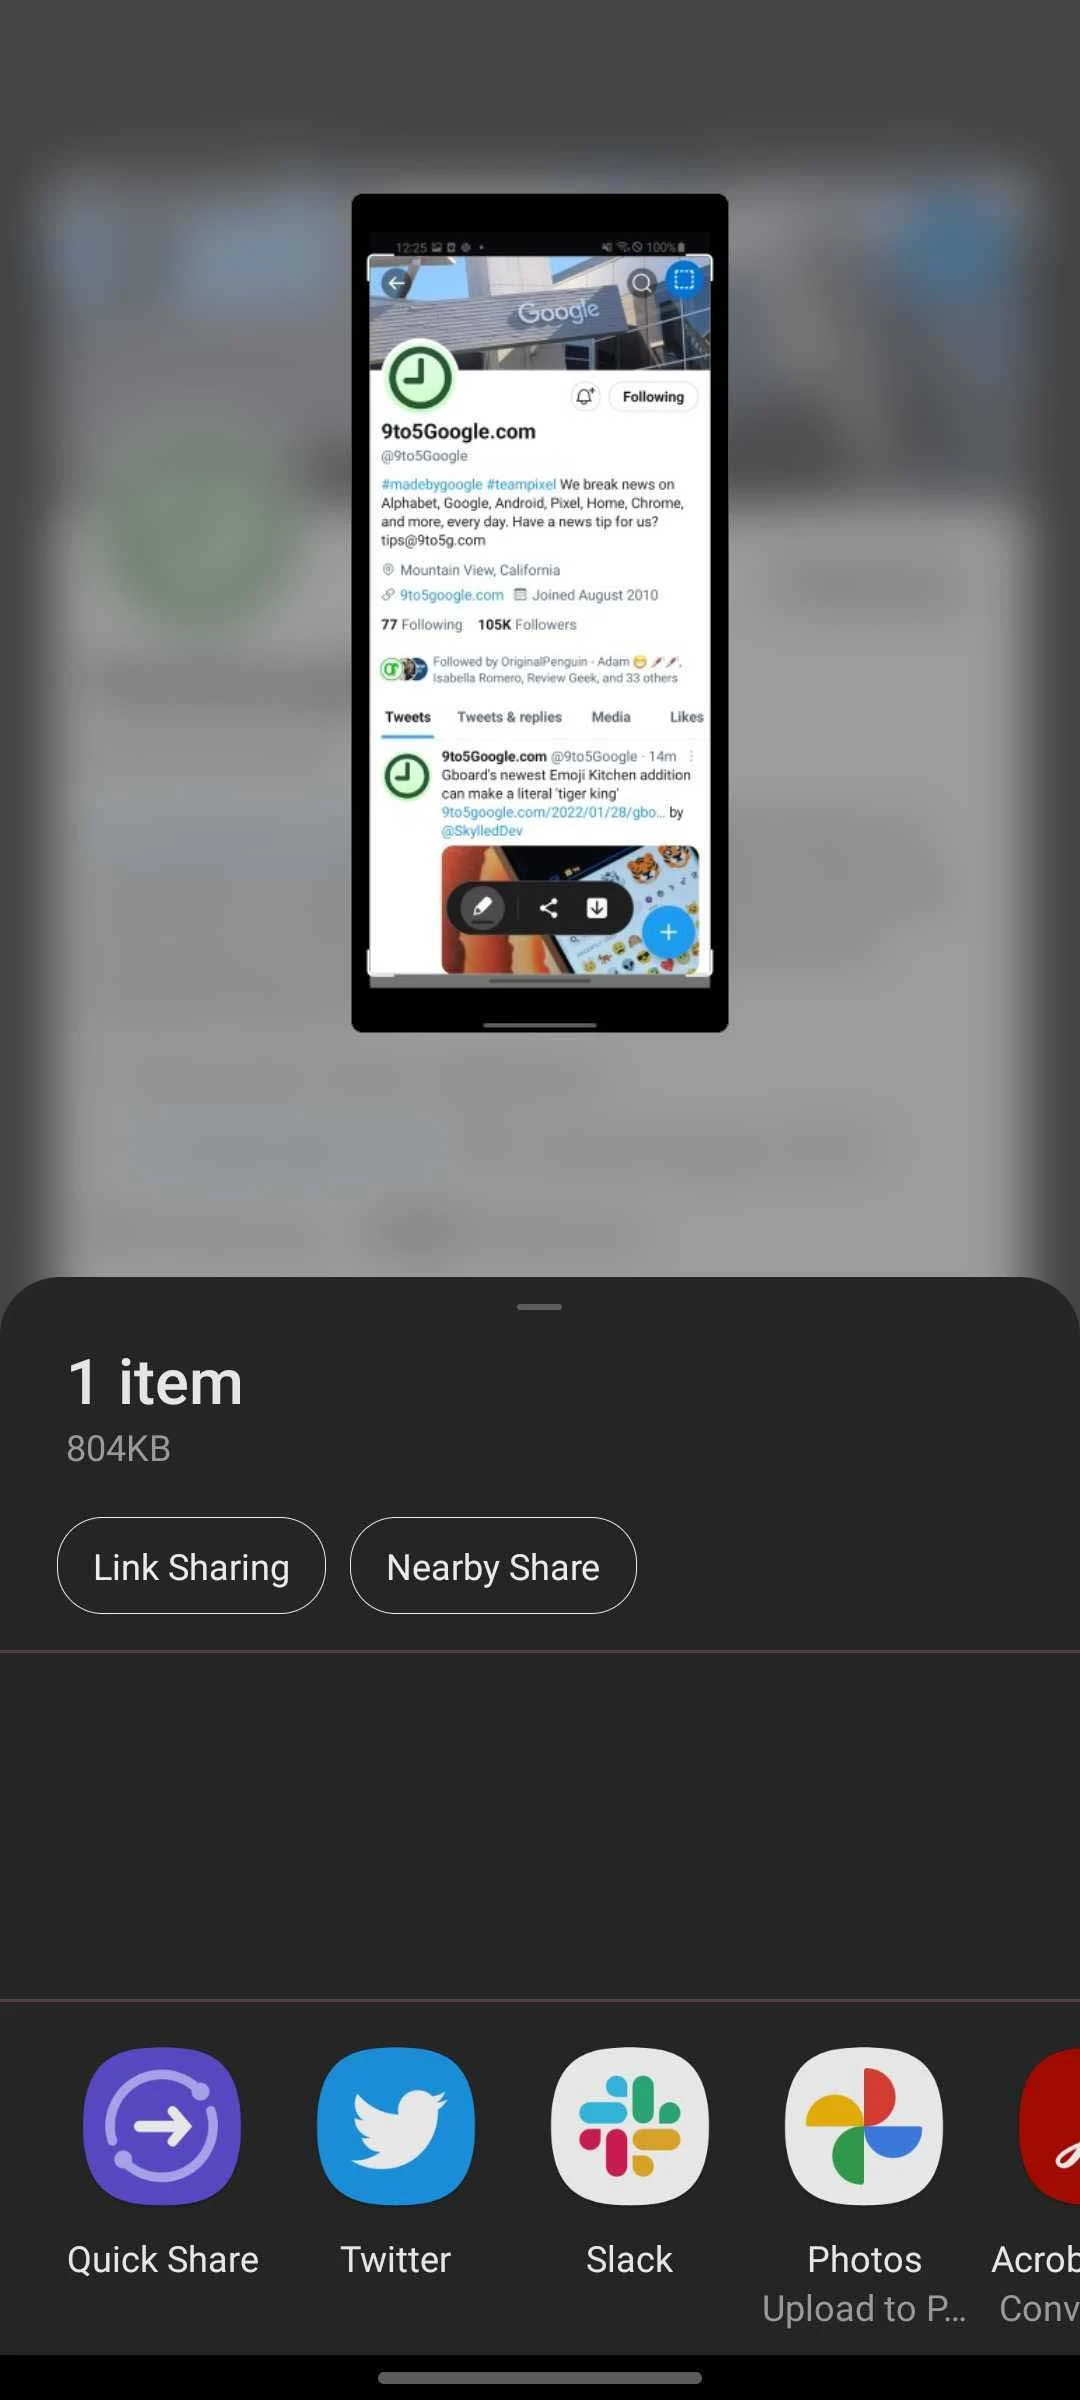 12:25 100%
Google
Following
9to5Google.com
@9to5Google
#madebygoogle #teampixel We break news on
Alphabet, Google, Android, Pixel, Home, Chrome,
and more, every day. Have a news tip for us?
tips@9to5g.com
Mountain View, California
9to5google.com Joined August 2010
77 Following 105K Followers
Followed by OriginalPenguin - Adam 😁
Isabella Romero, Review Geek, and 33 others
Tweets Tweets & replies Media Likes
9to5Google.com @9to5Google · 14m
Gboard's newest Emoji Kitchen addition
can make a literal 'tiger king'
9to5google.com/2022/01/28/gbo... by
@SkylledDev
1 item
804KB
Link Sharing Nearby Share
Quick Share Twitter Slack Photos Acrob
Upload to P... Conv